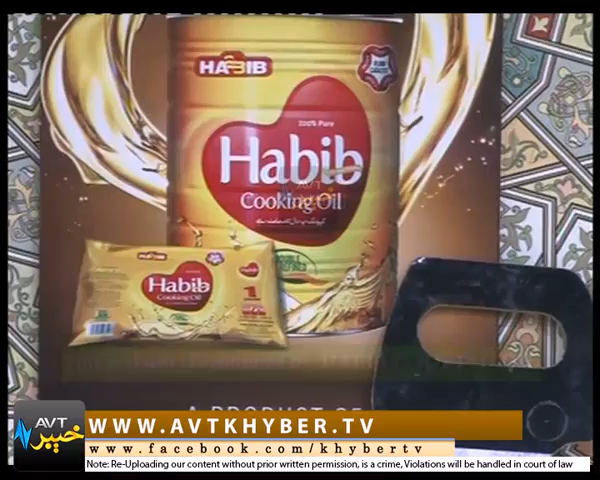 HABIB
100% Pure
Habib
Cooking Oil
HABIB
Habib
Cooking Oil
1
A PRODUCT OF
AVT
خیبر
WWW.AVTKHYBER.TV
www.facebook.com/khybertv
Note: Re-Uploading our content without prior written permission, is a crime, Violations will be handled in court of law